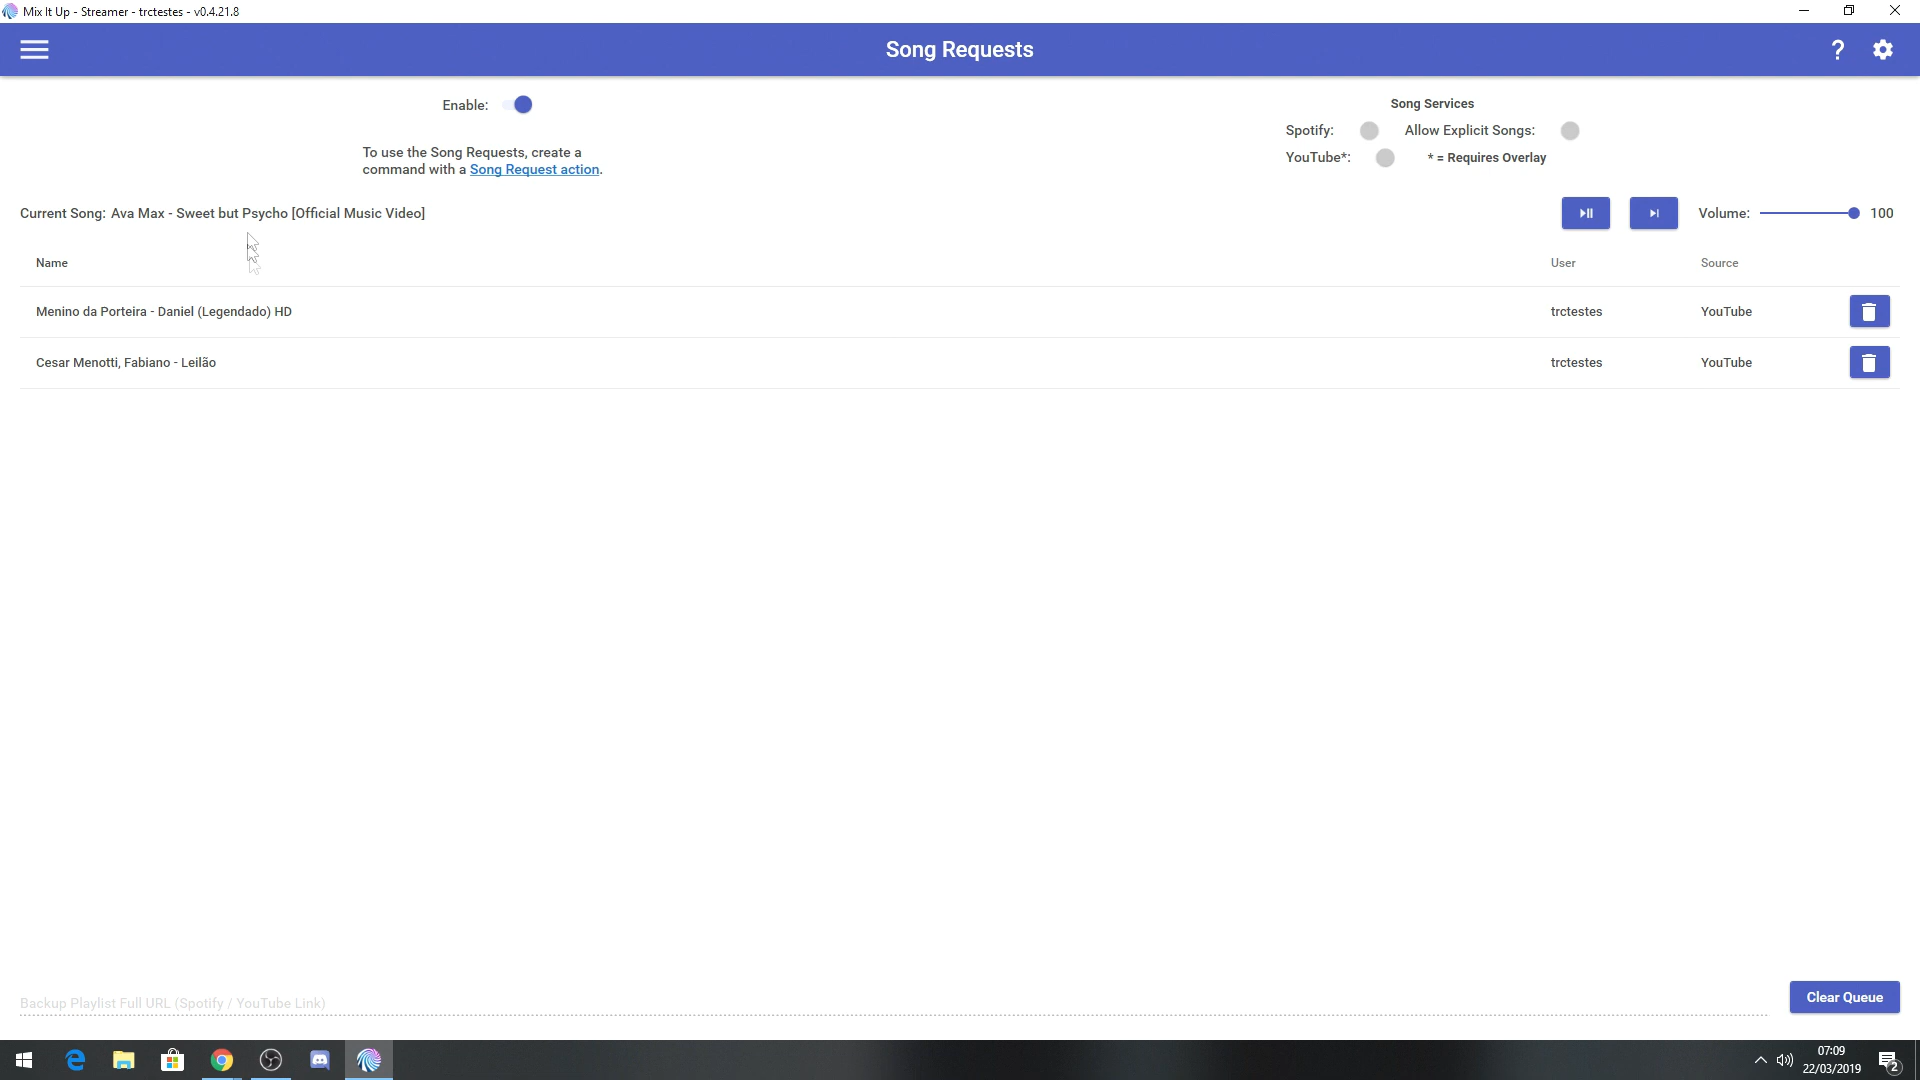 Mix It Up - Streamer - trctestes - v0.4.21.8
Song Requests
?
Enable:
Song Services
Spotify:
Allow Explicit Songs:
YouTube*:
* = Requires Overlay
To use the Song Requests, create a
command with a Song Request action.
Current Song: Ava Max - Sweet but Psycho [Official Music Video]
Volume:
100
Name
User
Source
Menino da Porteira - Daniel (Legendado) HD
trctestes
YouTube
Cesar Menotti, Fabiano - Leilão
trctestes
YouTube
Backup Playlist Full URL (Spotify / YouTube Link)
Clear Queue
07:09
22/03/2019
2